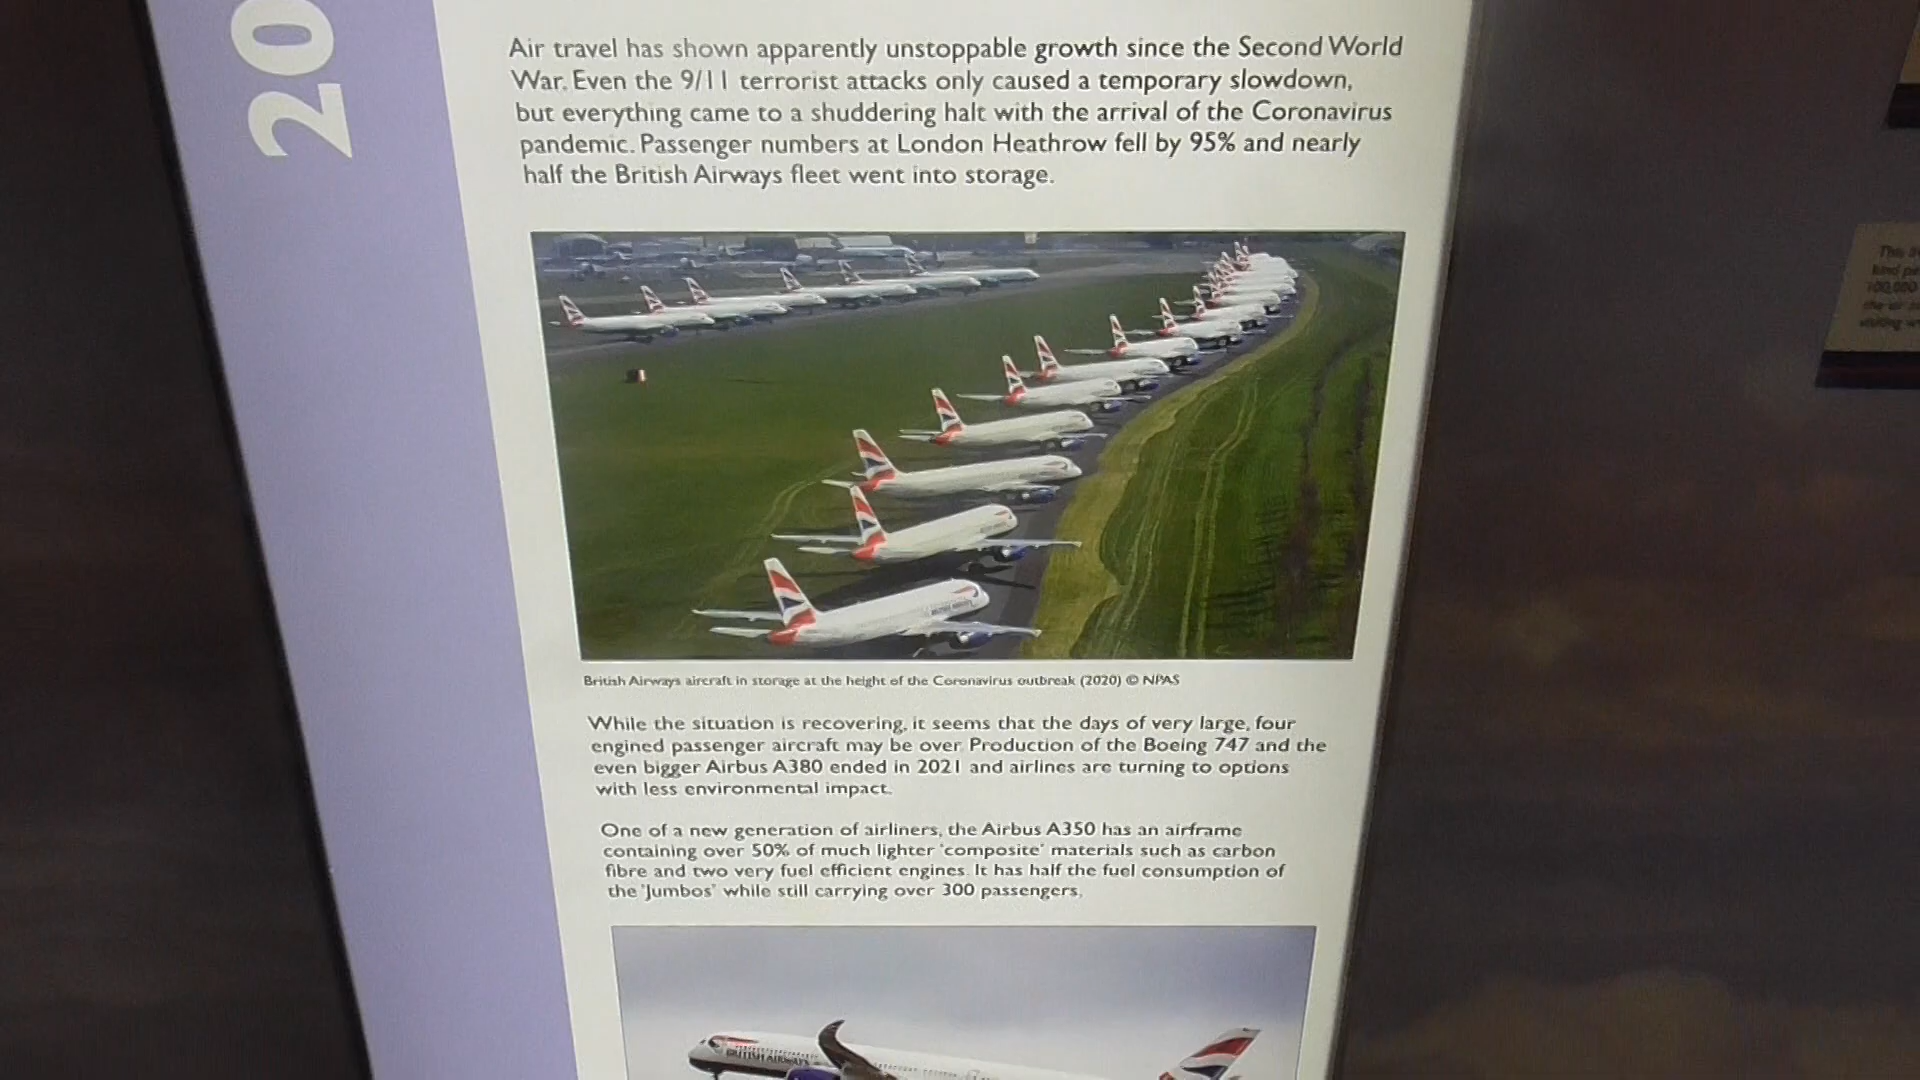 20
Air travel has shown apparently unstoppable growth since the Second World
War. Even the 9/11 terrorist attacks only caused a temporary slowdown,
but everything came to a shuddering halt with the arrival of the Coronavirus
pandemic. Passenger numbers at London Heathrow fell by 95% and nearly
half the British Airways fleet went into storage.
British Airways aircraft in storage at the height of the Coronavirus outbreak (2020) © NPAS
While the situation is recovering, it seems that the days of very large, four
engined passenger aircraft may be over. Production of the Boeing 747 and the
even bigger Airbus A380 ended in 2021 and airlines are turning to options
with less environmental impact.
One of a new generation of airliners, the Airbus A350 has an airframe
containing over 50% of much lighter 'composite' materials such as carbon
fibre and two very fuel efficient engines. It has half the fuel consumption of
the 'Jumbos' while still carrying over 300 passengers.
BRITISH AIRWAYS
This
kind
100,000
the air